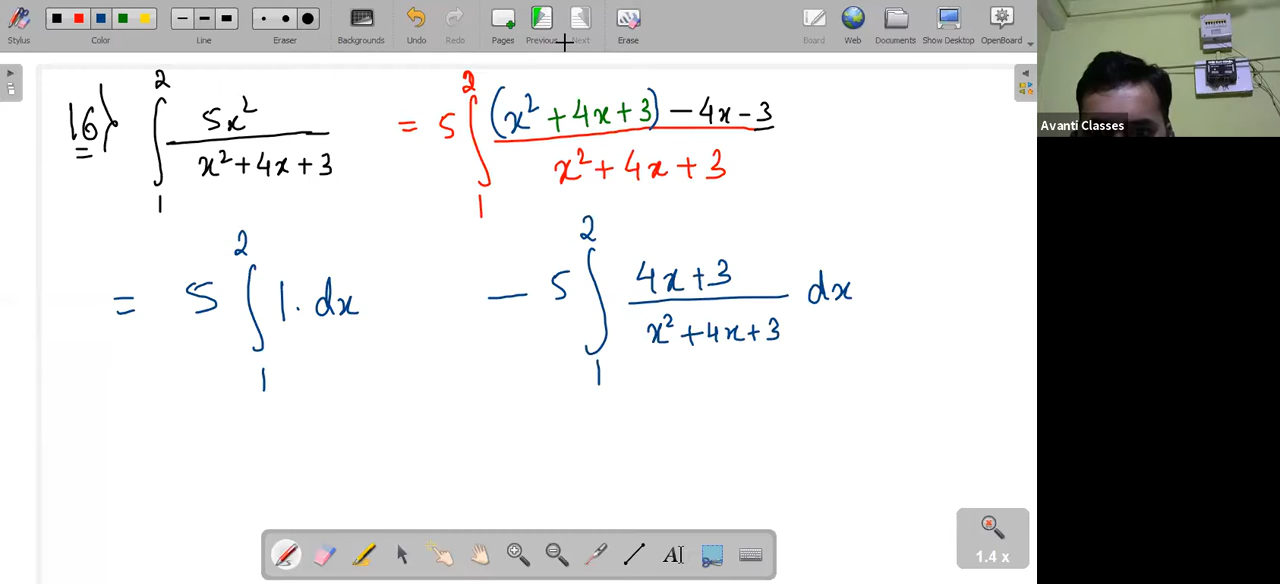 Stylus Color Line Eraser Backgrounds Undo Redo Pages Previous Next Erase Board Web Documents Show Desktop OpenBoard
Avanti Classes
16} ∫₁² 5x² / (x² + 4x + 3) = 5 ∫₁² ((x² + 4x + 3) − 4x − 3) / (x² + 4x + 3)
= 5 ∫₁² 1. dx − 5 ∫₁² (4x + 3) / (x² + 4x + 3) dx
1.4 x